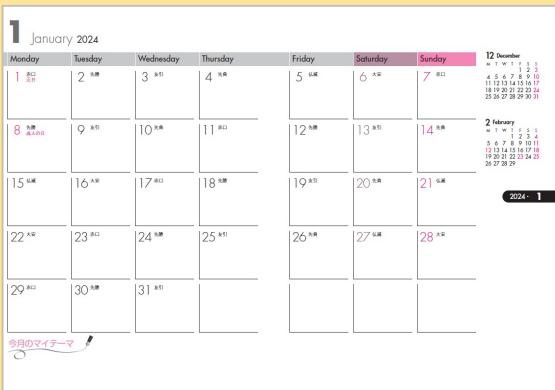 1 January 2024
Monday Tuesday Wednesday Thursday Friday Saturday Sunday
1 赤口 元日 2 先勝 3 友引 4 先負 5 仏滅 6 大安 7 赤口
8 先勝 成人の日 9 友引 10 先負 11 赤口 12 先勝 13 友引 14 先負
15 仏滅 16 大安 17 赤口 18 先勝 19 友引 20 先負 21 仏滅
22 大安 23 赤口 24 先勝 25 友引 26 先負 27 仏滅 28 大安
29 赤口 30 先勝 31 友引
今月のマイテーマ
12 December
M T W T F S S
1 2 3
4 5 6 7 8 9 10
11 12 13 14 15 16 17
18 19 20 21 22 23 24
25 26 27 28 29 30 31
2 February
M T W T F S S
1 2 3 4
5 6 7 8 9 10 11
12 13 14 15 16 17 18
19 20 21 22 23 24 25
26 27 28 29
2024 · 1